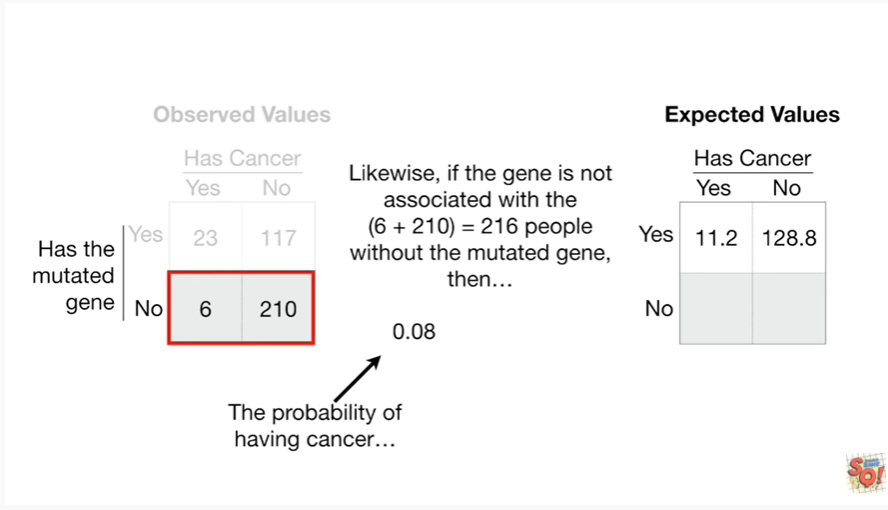 Observed Values
Has Cancer
Yes No
Has the
mutated
gene
Yes 23 117
No 6 210
Likewise, if the gene is not
associated with the
(6 + 210) = 216 people
without the mutated gene,
then…
0.08
The probability of
having cancer…
Expected Values
Has Cancer
Yes No
Yes 11.2 128.8
No
SQ!